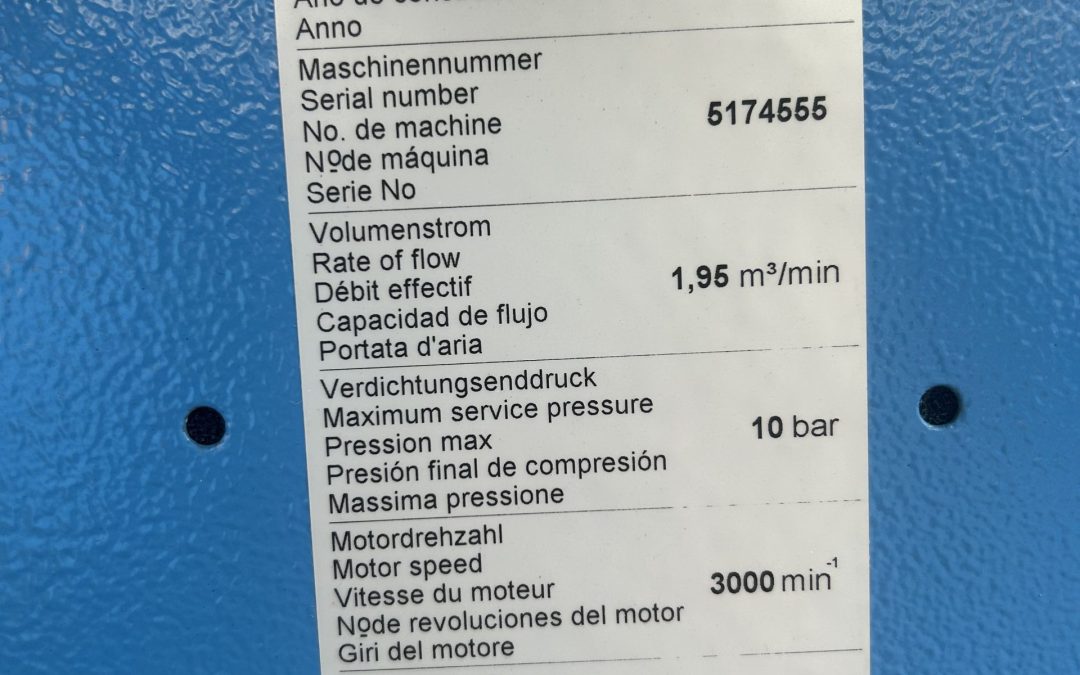 Anno
Maschinennummer
Serial number
No. de machine
Nºde máquina
Serie No
5174555
Volumenstrom
Rate of flow
Débit effectif
Capacidad de flujo
Portata d'aria
1,95 m³/min
Verdichtungsenddruck
Maximum service pressure
Pression max
Presión final de compresión
Massima pressione
10 bar
Motordrehzahl
Motor speed
Vitesse du moteur
Nºde revoluciones del motor
Giri del motore
3000 min⁻¹